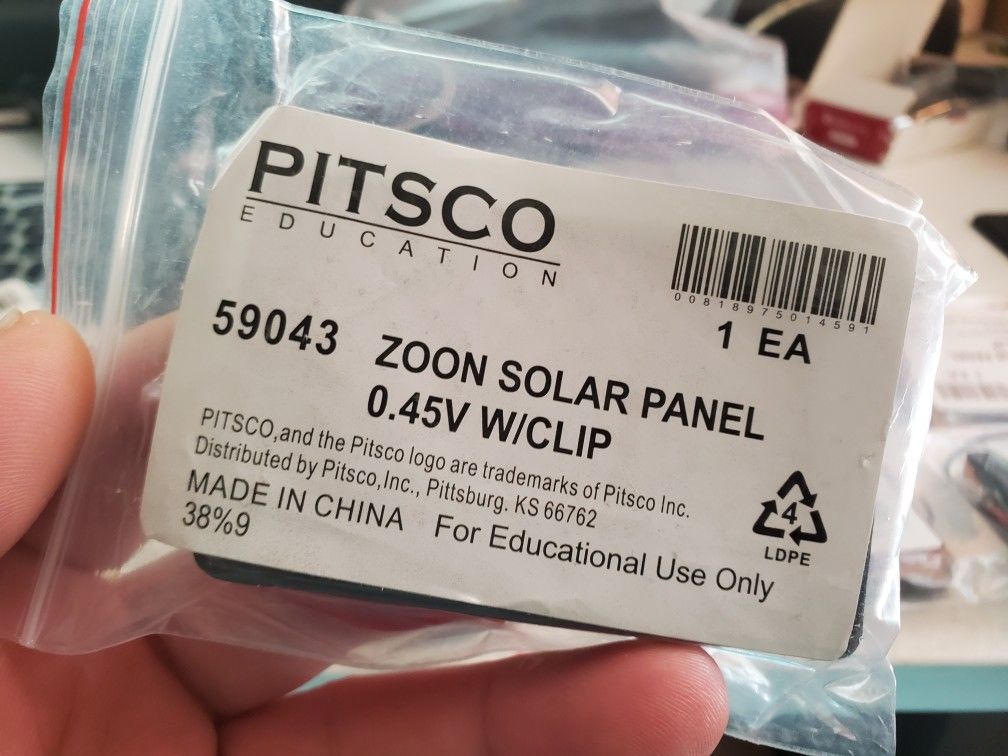 PITSCO
EDUCATION
00818975014591
1 EA
59043 ZOON SOLAR PANEL
0.45V W/CLIP
PITSCO,and the Pitsco logo are trademarks of Pitsco Inc.
Distributed by Pitsco,Inc., Pittsburg. KS 66762
MADE IN CHINA For Educational Use Only
38%9
4
LDPE